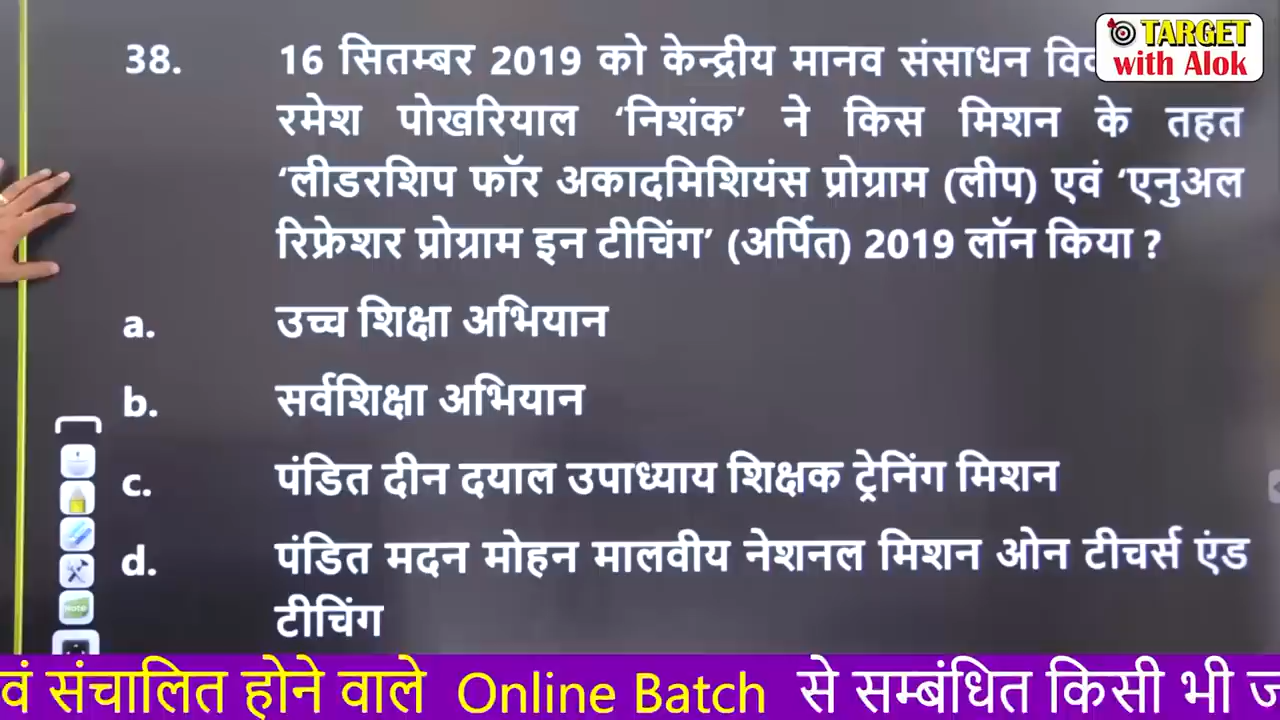 TARGET
with Alok
38. 16 सितम्बर 2019 को केन्द्रीय मानव संसाधन
रमेश पोखरियाल ‘निशंक’ ने किस मिशन के तहत
‘लीडरशिप फॉर अकादमिशियंस प्रोग्राम (लीप) एवं ‘एनुअल
रिफ्रेशर प्रोग्राम इन टीचिंग’ (अर्पित) 2019 लॉन किया ?
a. उच्च शिक्षा अभियान
b. सर्वशिक्षा अभियान
c. पंडित दीन दयाल उपाध्याय शिक्षक ट्रेनिंग मिशन
d. पंडित मदन मोहन मालवीय नेशनल मिशन ओन टीचर्स एंड
टीचिंग
Note
वं संचालित होने वाले Online Batch से सम्बंधित किसी भी